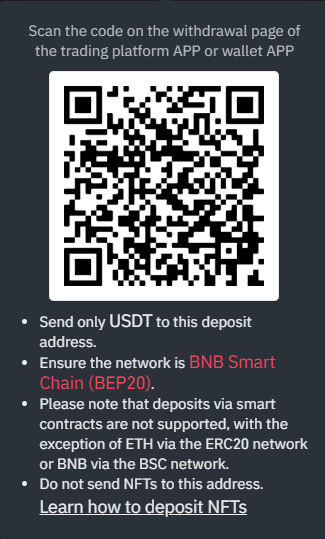 Scan the code on the withdrawal page of
the trading platform APP or wallet APP
Send only USDT to this deposit
address.
Ensure the network is BNB Smart
Chain (BEP20).
Please note that deposits via smart
contracts are not supported, with the
exception of ETH via the ERC20 network
or BNB via the BSC network.
Do not send NFTs to this address.
Learn how to deposit NFTs